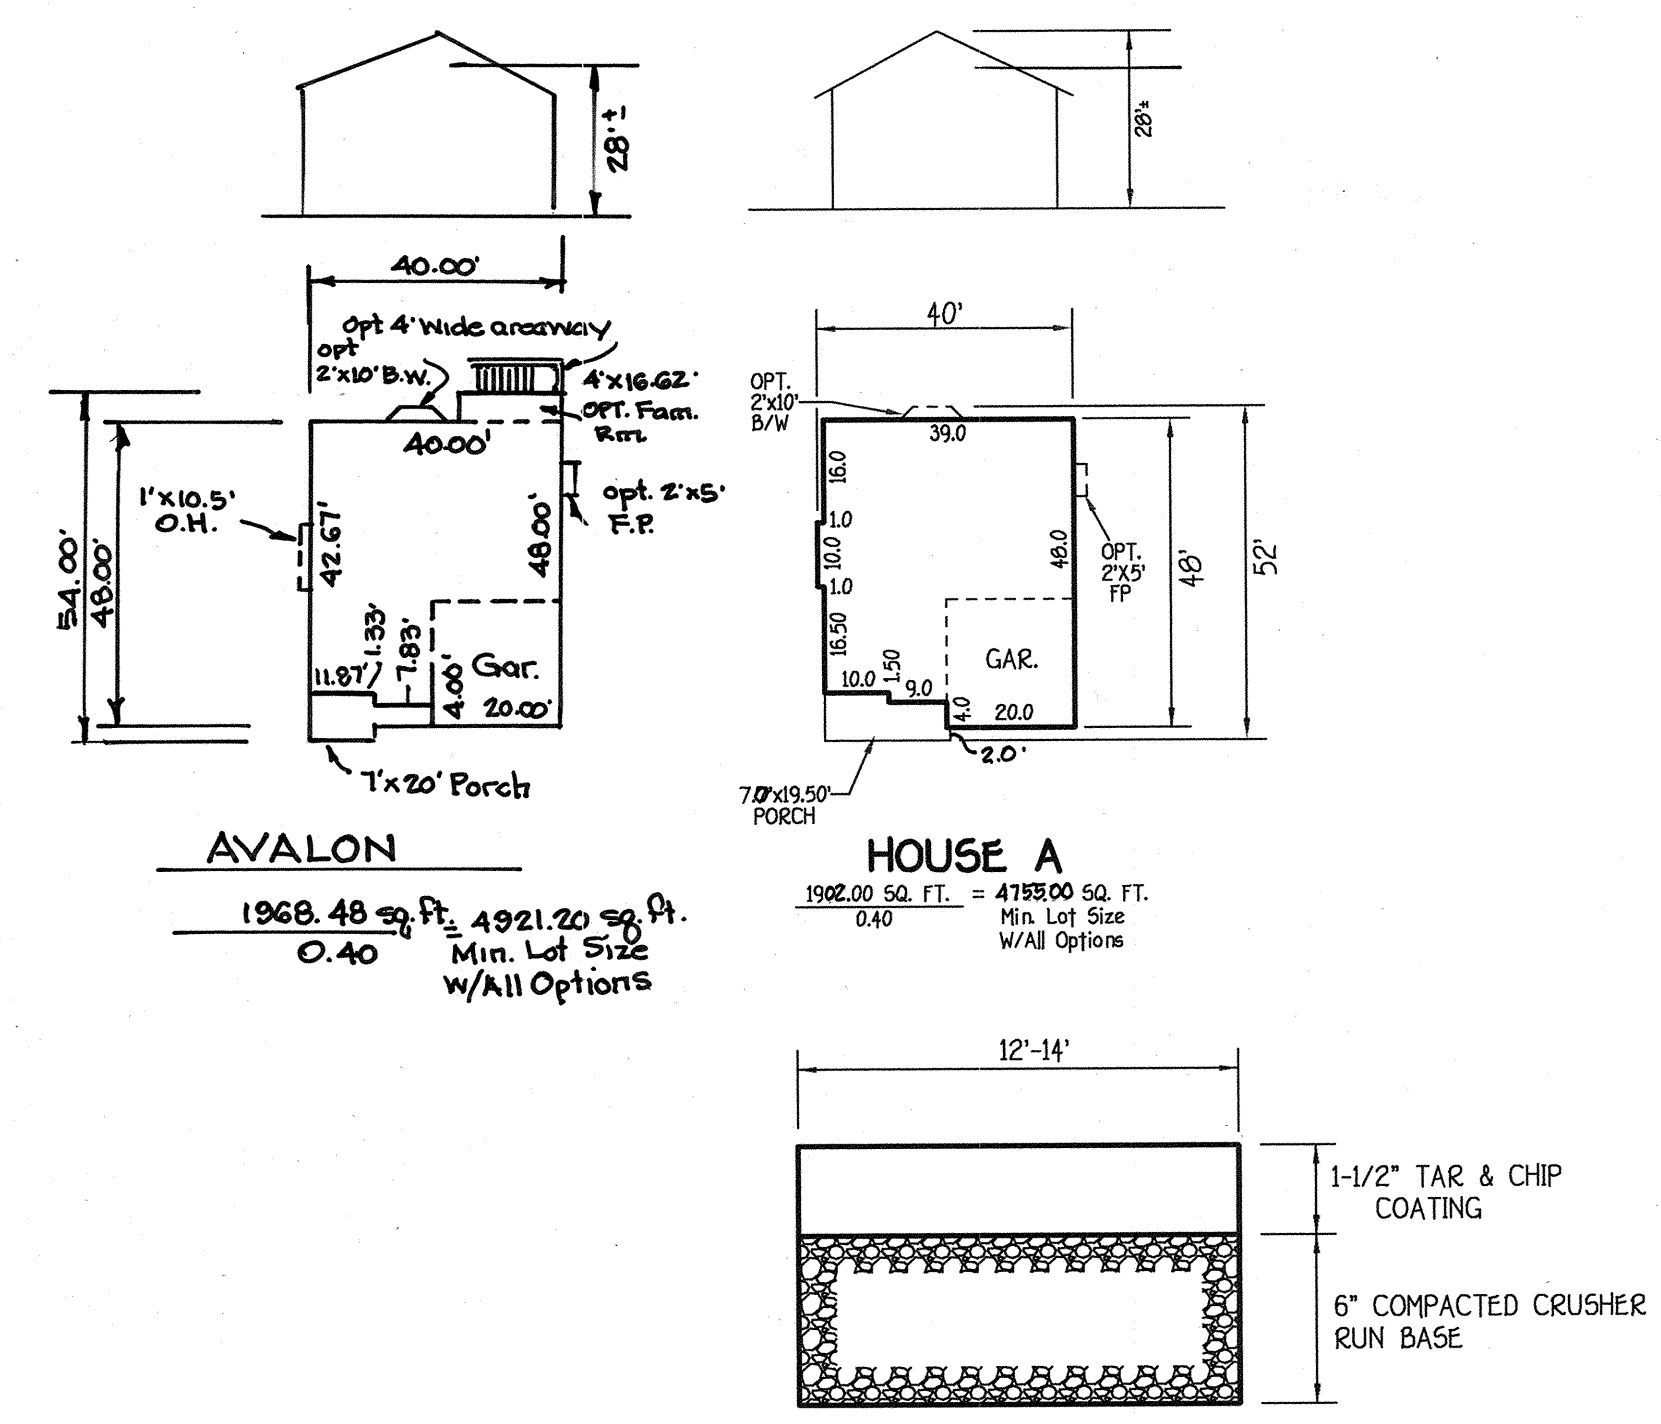 28'±
28'±
40.00'
Opt 4' Wide areaway
opt
2'x10' B.W.
4'x16.62'
OPT. Fam.
Rm.
40.00'
1'x10.5'
O.H.
opt. 2'x5'
F.P.
54.00'
48.00'
42.67'
48.00'
11.87'
1.33'
7.83'
4.00'
Gar.
20.00'
7'x20' Porch
AVALON
1968.48 sq. ft. = 4921.20 sq. ft.
0.40
Min. Lot Size
W/All Options
40'
OPT.
2'x10'
B/W
39.0
16.0
1.0
10.0
1.0
16.50
48.0
OPT.
2'X5'
FP
48'
52'
GAR.
10.0
1.50
9.0
4.0
20.0
2.0'
7.0'x19.50'
PORCH
HOUSE A
1902.00 SQ. FT. = 4755.00 SQ. FT.
0.40
Min. Lot Size
W/All Options
12'-14'
1-1/2" TAR & CHIP
COATING
6" COMPACTED CRUSHER
RUN BASE